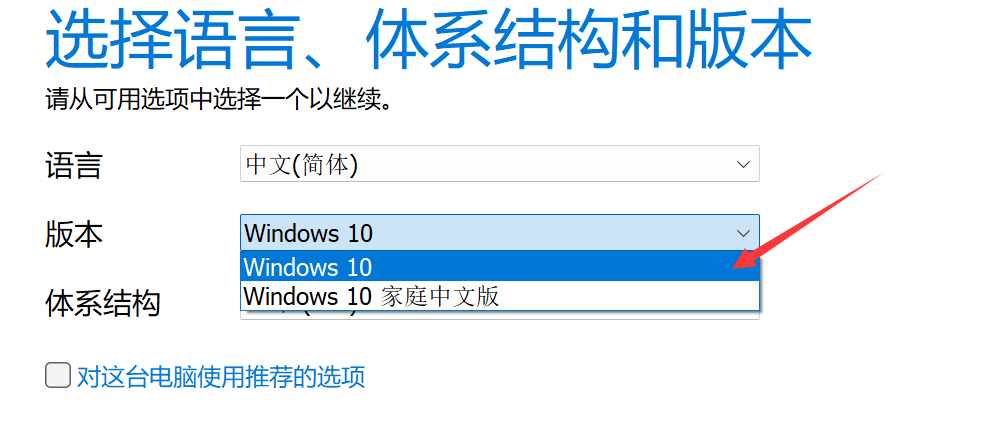 选择语言、体系结构和版本
请从可用选项中选择一个以继续。
语言 中文(简体)
版本 Windows 10
Windows 10
Windows 10 家庭中文版
体系结构
对这台电脑使用推荐的选项